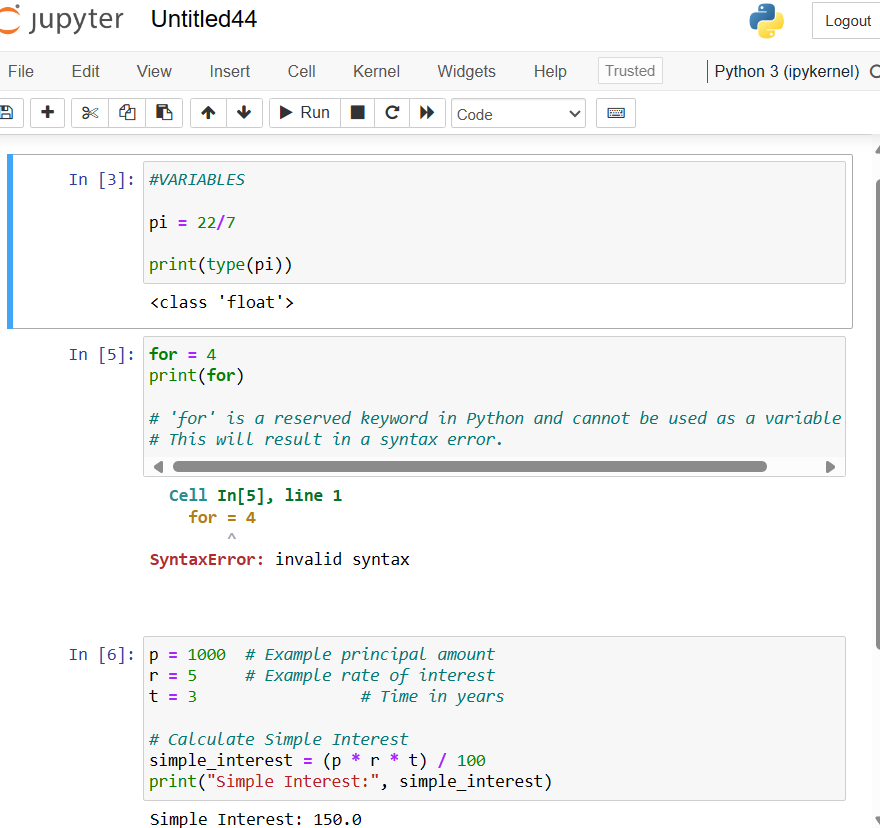 jupyter Untitled44
Logout
File Edit View Insert Cell Kernel Widgets Help Trusted Python 3 (ipykernel)
Run Code
In [3]: #VARIABLES
pi = 22/7
print(type(pi))
<class 'float'>
In [5]: for = 4
print(for)
# 'for' is a reserved keyword in Python and cannot be used as a variable
# This will result in a syntax error.
Cell In[5], line 1
for = 4
^
SyntaxError: invalid syntax
In [6]: p = 1000 # Example principal amount
r = 5 # Example rate of interest
t = 3 # Time in years
# Calculate Simple Interest
simple_interest = (p * r * t) / 100
print("Simple Interest:", simple_interest)
Simple Interest: 150.0